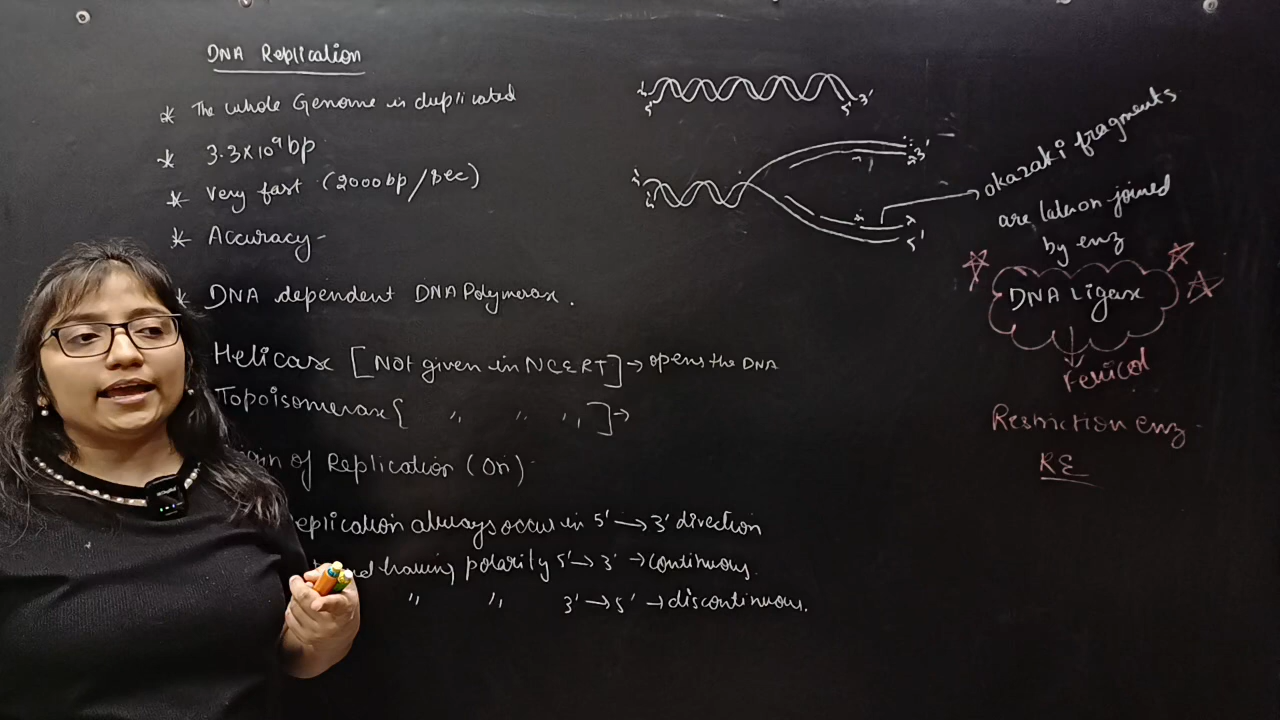 DNA Replication
* The whole Genome is duplicated
* 3.3x10⁹ bp
* Very fast (2000bp/sec)
* Accuracy-
* DNA dependent DNA Polymerase.
Helicase [Not given in NCERT] → opens the DNA
Topoisomerase [ " " " ] →
of Replication (Ori)-
eplication always occur in 5' → 3' direction
having polarity 5' → 3' → continuous.
" " 3' → 5' → discontinuous.
5' 5' 3'
3'
5'
okazaki fragments
are later on joined
by enz
DNA Ligase
Restriction enz-
RE